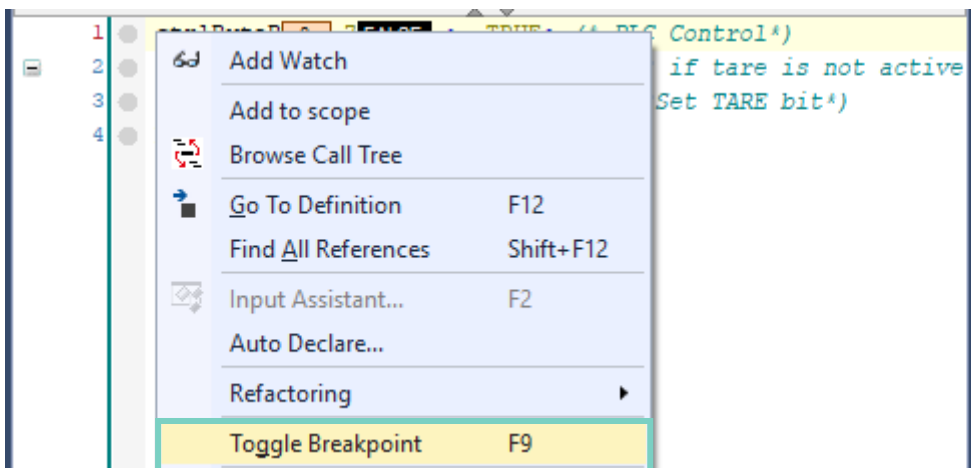 1 TRUE; Control*)
2 if tare is not active
3 Set TARE bit*)
4
Add Watch
Add to scope
Browse Call Tree
Go To Definition F12
Find All References Shift+F12
Input Assistant... F2
Auto Declare...
Refactoring
Toggle Breakpoint F9